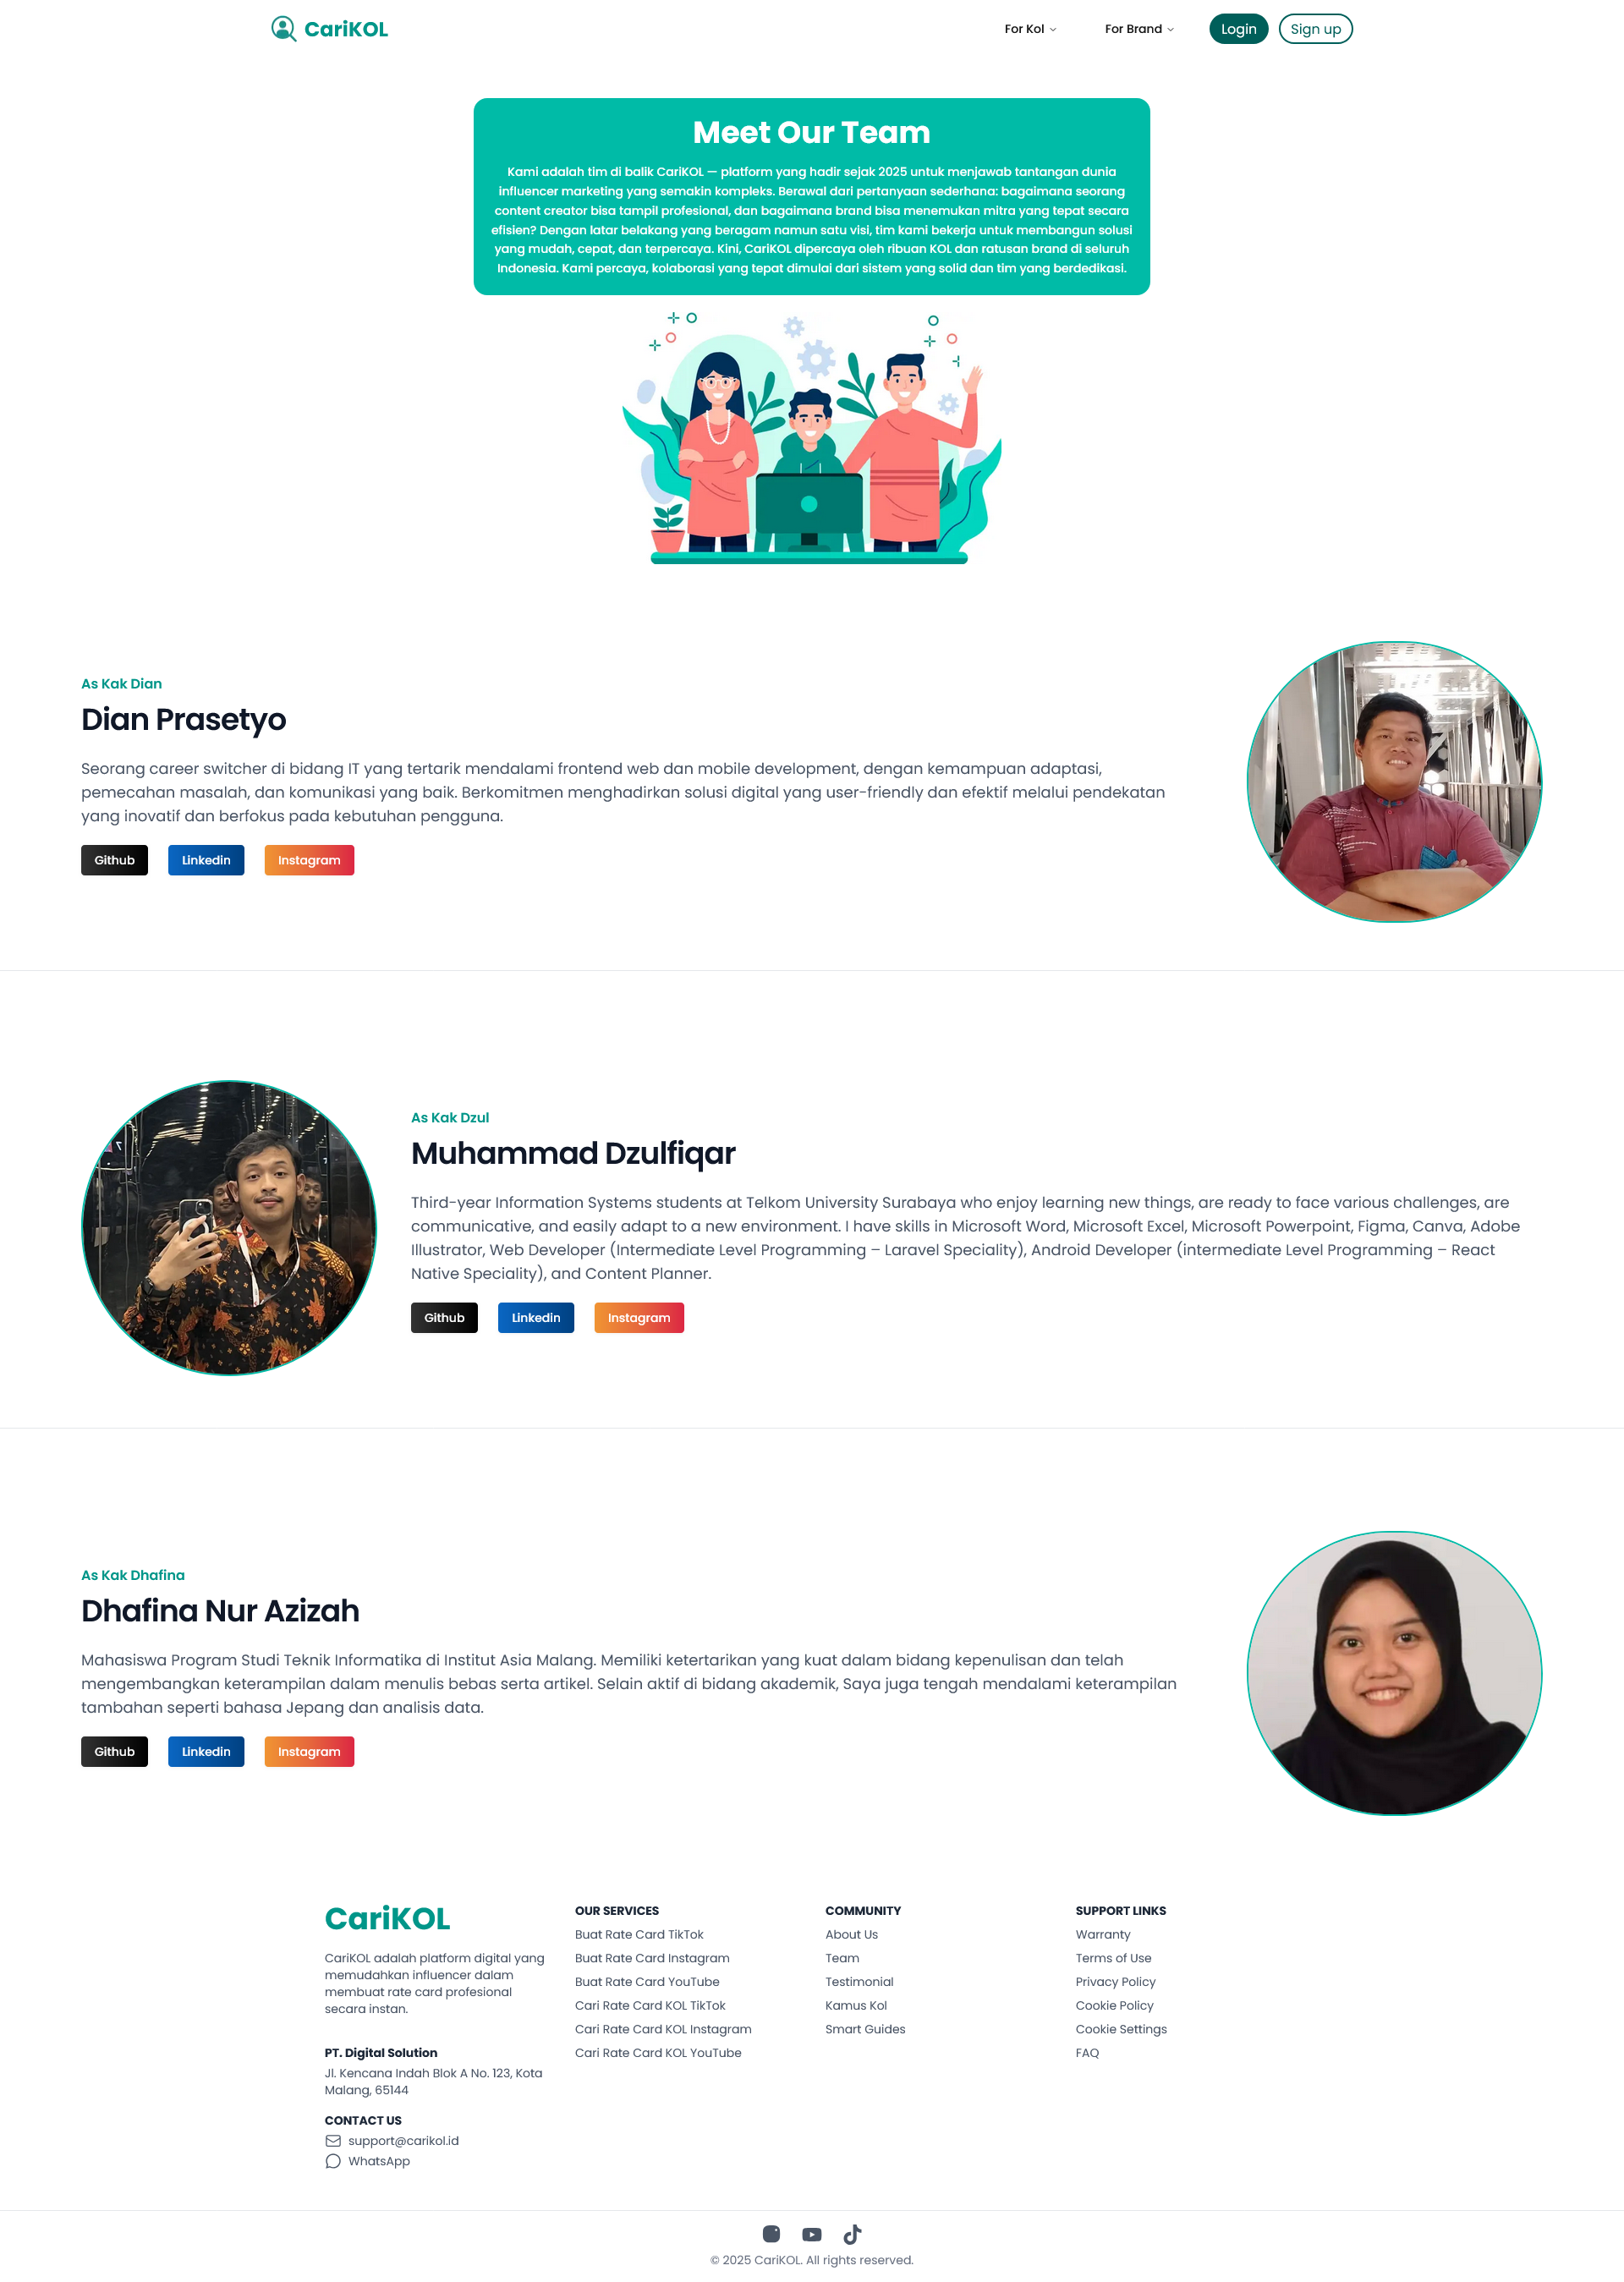 CariKOL
For Kol
For Brand
Login
Sign up
Meet Our Team
Kami adalah tim di balik CariKOL — platform yang hadir sejak 2025 untuk menjawab tantangan dunia
influencer marketing yang semakin kompleks. Berawal dari pertanyaan sederhana: bagaimana seorang
content creator bisa tampil profesional, dan bagaimana brand bisa menemukan mitra yang tepat secara
efisien? Dengan latar belakang yang beragam namun satu visi, tim kami bekerja untuk membangun solusi
yang mudah, cepat, dan terpercaya. Kini, CariKOL dipercaya oleh ribuan KOL dan ratusan brand di seluruh
Indonesia. Kami percaya, kolaborasi yang tepat dimulai dari sistem yang solid dan tim yang berdedikasi.
As Kak Dian
Dian Prasetyo
Seorang career switcher di bidang IT yang tertarik mendalami frontend web dan mobile development, dengan kemampuan adaptasi,
pemecahan masalah, dan komunikasi yang baik. Berkomitmen menghadirkan solusi digital yang user-friendly dan efektif melalui pendekatan
yang inovatif dan berfokus pada kebutuhan pengguna.
Github
Linkedin
Instagram
As Kak Dzul
Muhammad Dzulfiqar
Third-year Information Systems students at Telkom University Surabaya who enjoy learning new things, are ready to face various challenges, are
communicative, and easily adapt to a new environment. I have skills in Microsoft Word, Microsoft Excel, Microsoft Powerpoint, Figma, Canva, Adobe
Illustrator, Web Developer (Intermediate Level Programming – Laravel Speciality), Android Developer (intermediate Level Programming – React
Native Speciality), and Content Planner.
Github
Linkedin
Instagram
As Kak Dhafina
Dhafina Nur Azizah
Mahasiswa Program Studi Teknik Informatika di Institut Asia Malang. Memiliki ketertarikan yang kuat dalam bidang kepenulisan dan telah
mengembangkan keterampilan dalam menulis bebas serta artikel. Selain aktif di bidang akademik, Saya juga tengah mendalami keterampilan
tambahan seperti bahasa Jepang dan analisis data.
Github
Linkedin
Instagram
CariKOL
CariKOL adalah platform digital yang
memudahkan influencer dalam
membuat rate card profesional
secara instan.
PT. Digital Solution
Jl. Kencana Indah Blok A No. 123, Kota
Malang, 65144
CONTACT US
support@carikol.id
WhatsApp
OUR SERVICES
Buat Rate Card TikTok
Buat Rate Card Instagram
Buat Rate Card YouTube
Cari Rate Card KOL TikTok
Cari Rate Card KOL Instagram
Cari Rate Card KOL YouTube
COMMUNITY
About Us
Team
Testimonial
Kamus Kol
Smart Guides
SUPPORT LINKS
Warranty
Terms of Use
Privacy Policy
Cookie Policy
Cookie Settings
FAQ
© 2025 CariKOL. All rights reserved.